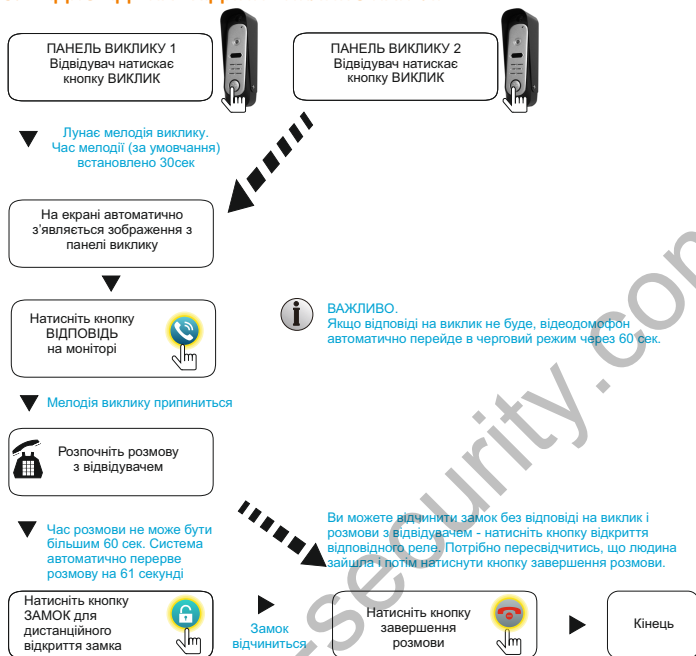 ПАНЕЛЬ ВИКЛИКУ 1
Відвідувач натискає
кнопку ВИКЛИК
ПАНЕЛЬ ВИКЛИКУ 2
Відвідувач натискає
кнопку ВИКЛИК
Лунає мелодія виклику.
Час мелодії (за умовчання)
встановлено 30сек
На екрані автоматично
з’являється зображення з
панелі виклику
Натисніть кнопку
ВІДПОВІДЬ
на моніторі
ВАЖЛИВО.
Якщо відповіді на виклик не буде, відеодомофон
автоматично перейде в черговий режим через 60 сек.
Мелодія виклику припиниться
Розпочніть розмову
з відвідувачем
Час розмови не може бути
більшим 60 сек. Система
автоматично перерве
розмову на 61 секунді
Ви можете відчинити замок без відповіді на виклик і
розмови з відвідувачем - натисніть кнопку відкриття
відповідного реле. Потрібно пересвідчитись, що людина
зайшла і потім натиснути кнопку завершення розмови.
Натисніть кнопку
ЗАМОК для
дистанційного
відкриття замка
Замок
відчиниться
Натисніть кнопку
завершення
розмови
Кінець
-security.com